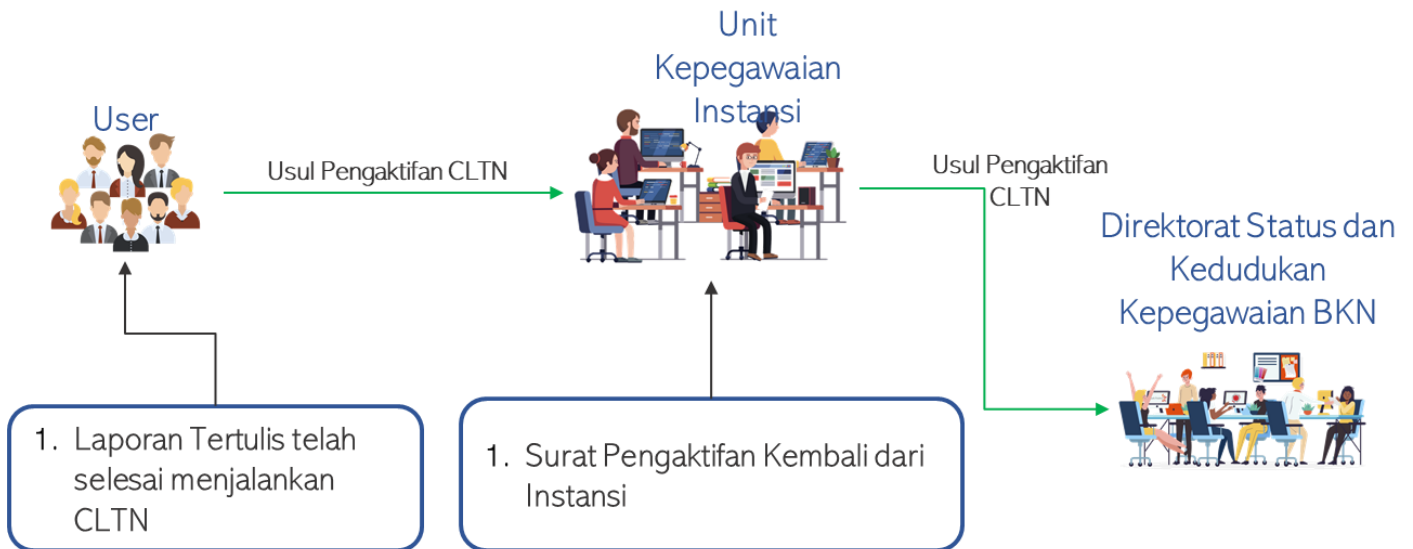 User
Usul Pengaktifan CLTN
Unit
Kepegawaian
Instansi
Usul Pengaktifan
CLTN
Direktorat Status dan
Kedudukan
Kepegawaian BKN
1. Laporan Tertulis telah
selesai menjalankan
CLTN
1. Surat Pengaktifan Kembali dari
Instansi